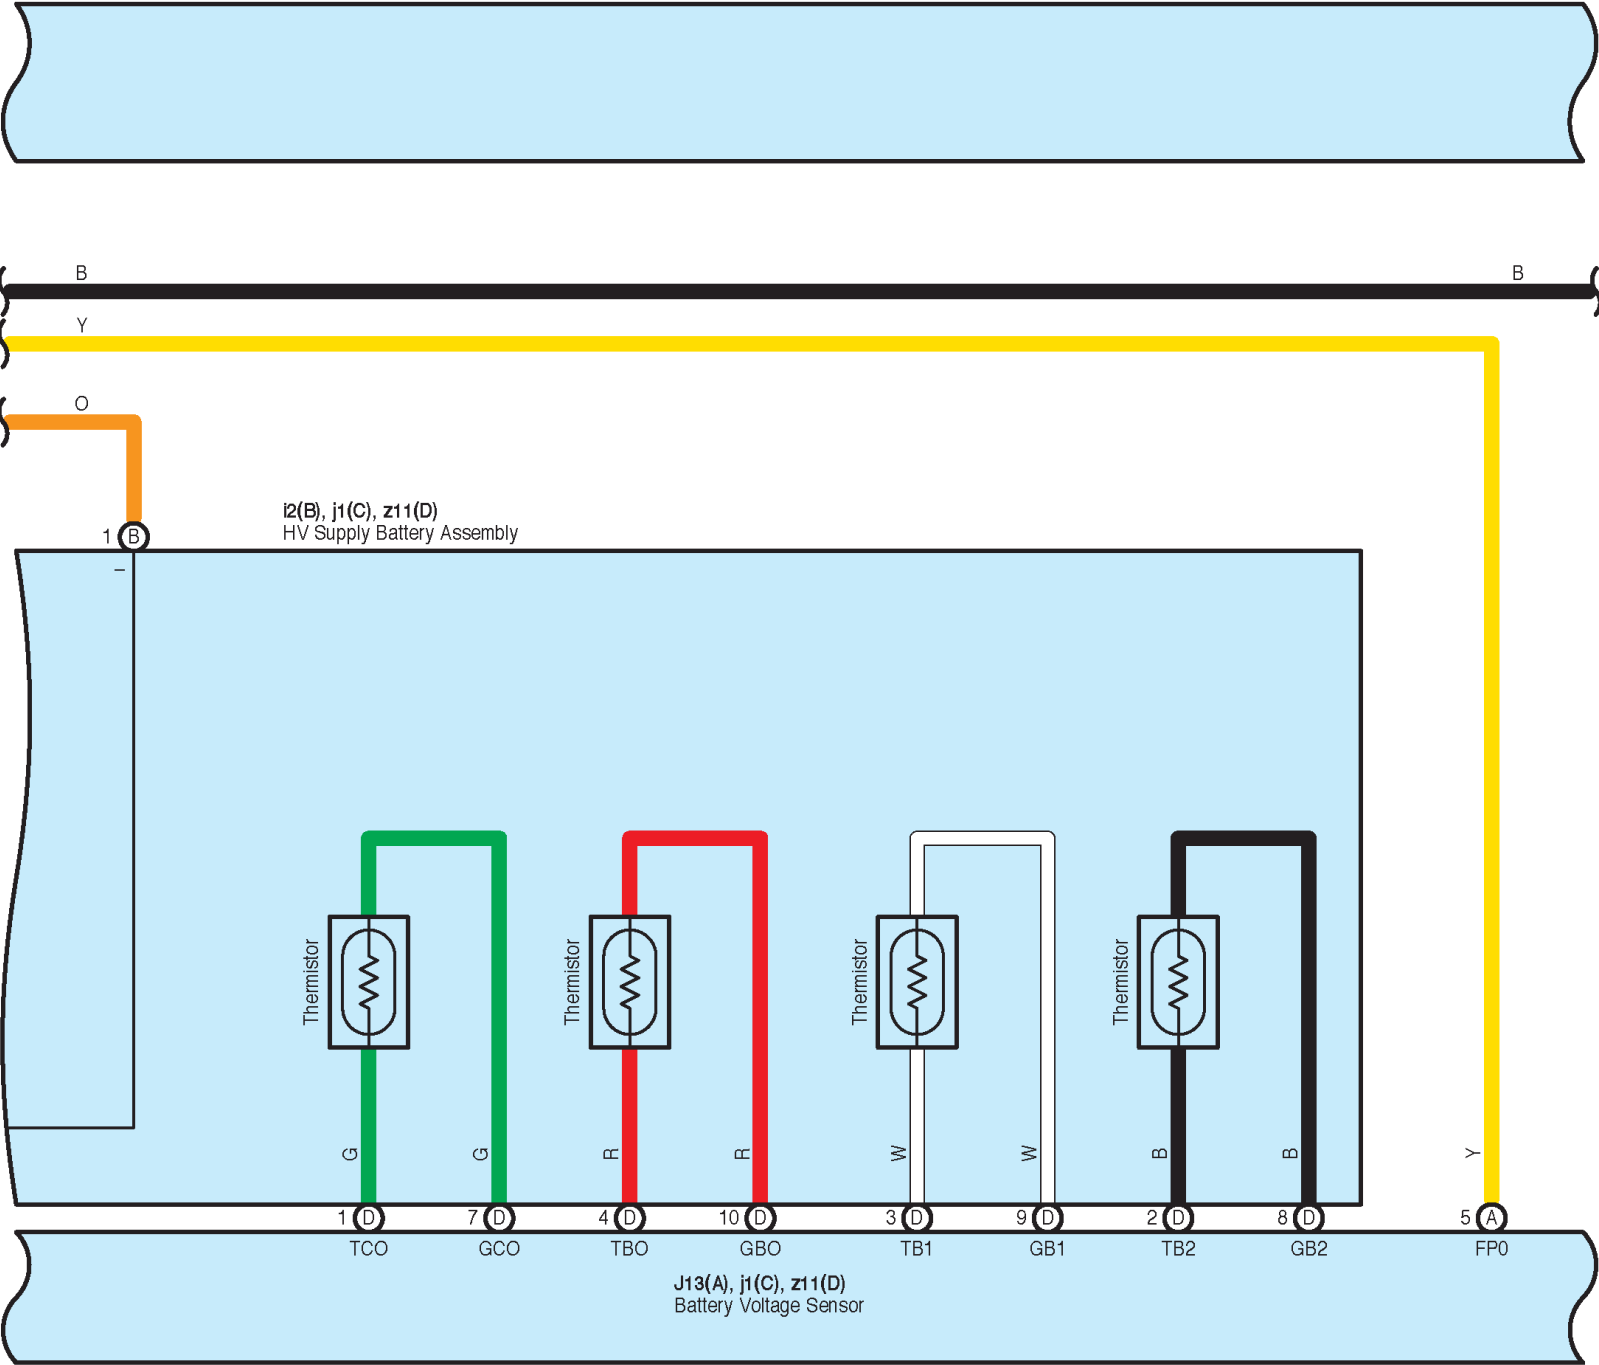 B B
Y
O
i2(B), j1(C), z11(D)
HV Supply Battery Assembly
1 B
I
Thermistor Thermistor Thermistor Thermistor
G G R R W W B B Y
1 D 7 D 4 D 10 D 3 D 9 D 2 D 8 D 5 A
TCO GCO TBO GBO TB1 GB1 TB2 GB2 FP0
J13(A), j1(C), z11(D)
Battery Voltage Sensor